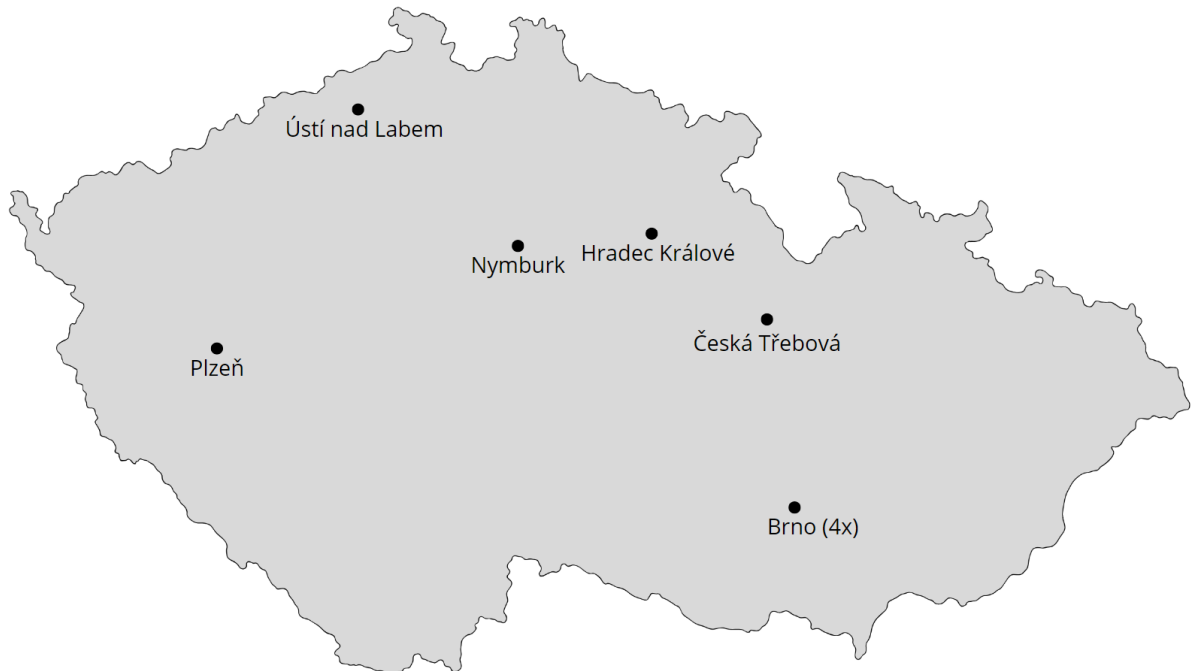 Ústí nad Labem
Nymburk
Hradec Králové
Česká Třebová
Plzeň
Brno (4x)